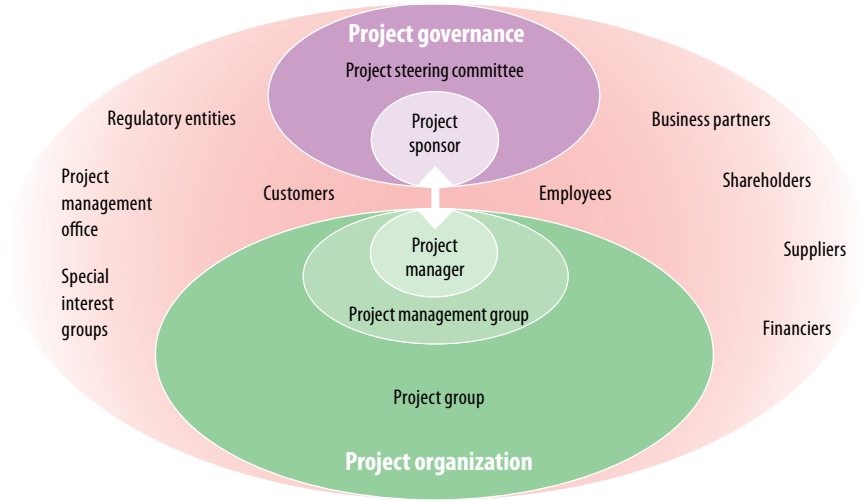 Project governance
Project steering committee
Project
sponsor
Regulatory entities
Business partners
Project
management
office
Customers
Employees
Shareholders
Special
interest
groups
Project
manager
Suppliers
Project management group
Financiers
Project group
Project organization